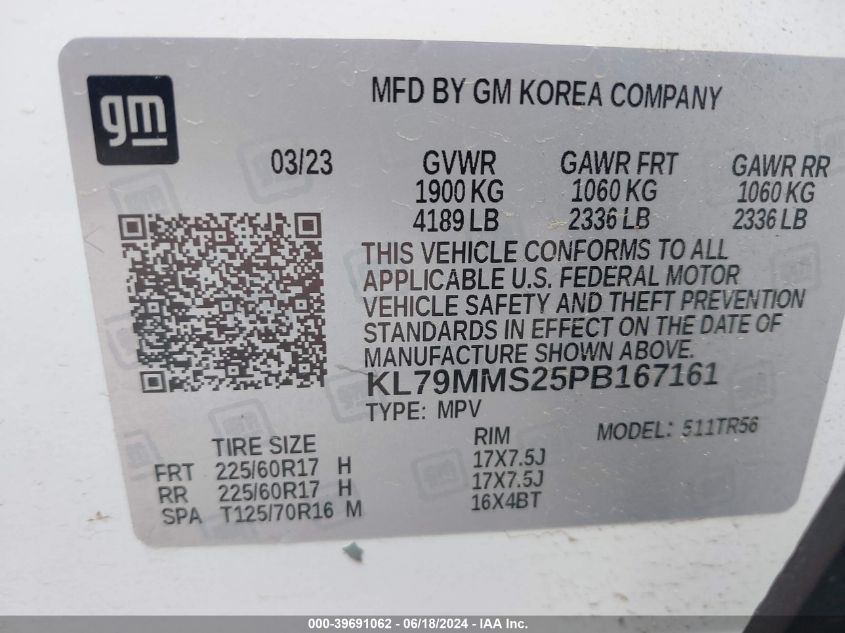 gm
MFD BY GM KOREA COMPANY
03/23 GVWR GAWR FRT GAWR RR
1900 KG 1060 KG 1060 KG
4189 LB 2336 LB 2336 LB
THIS VEHICLE CONFORMS TO ALL
APPLICABLE U.S. FEDERAL MOTOR
VEHICLE SAFETY AND THEFT PREVENTION
STANDARDS IN EFFECT ON THE DATE OF
MANUFACTURE SHOWN ABOVE.
KL79MMS25PB167161
TYPE: MPV MODEL: 511TR56
TIRE SIZE RIM
FRT 225/60R17 H 17X7.5J
RR 225/60R17 H 17X7.5J
SPA T125/70R16 M 16X4BT
000-39691062 - 06/18/2024 - IAA Inc.